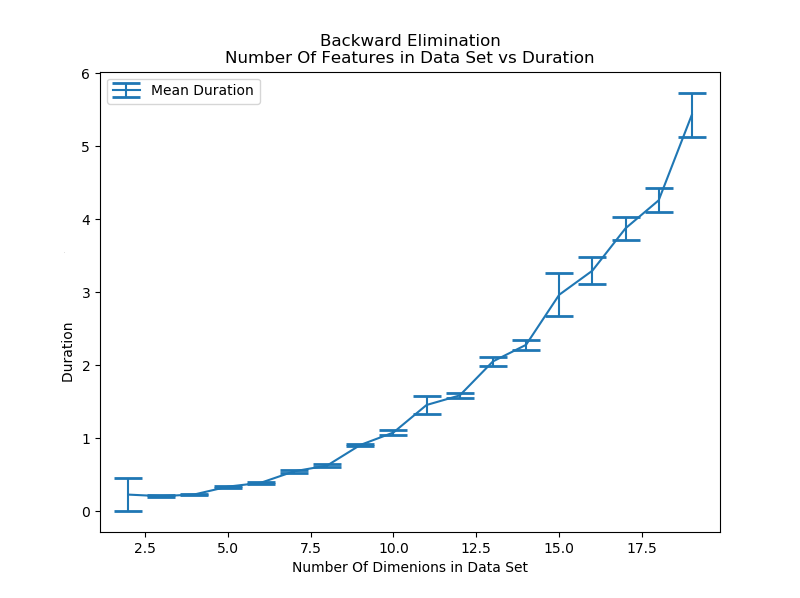 Backward Elimination
Number Of Features in Data Set vs Duration
Mean Duration
6
5
4
3
2
1
0
Duration
2.5 5.0 7.5 10.0 12.5 15.0 17.5
Number Of Dimenions in Data Set